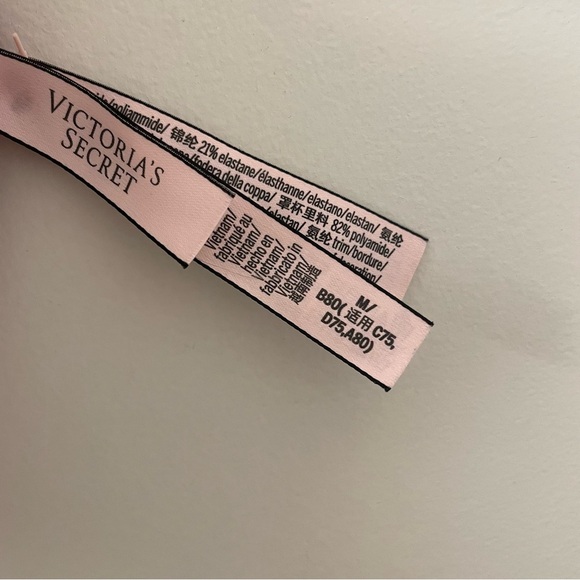 VICTORIA'S
SECRET
/poliammide/ 锦纶 21% elastane/élasthanne/elastano/elastan/ 氨纶
/fodera della coppa/ 罩杯里料 82% polyamide/
elastan/ 氨纶 trim/bordure/
Vietnam/
fabriqué au
Vietnam/
hecho en
Vietnam/
fabbricato in
Vietnam/
越南制造
M/
B80( 适用 C75,
D75,A80)